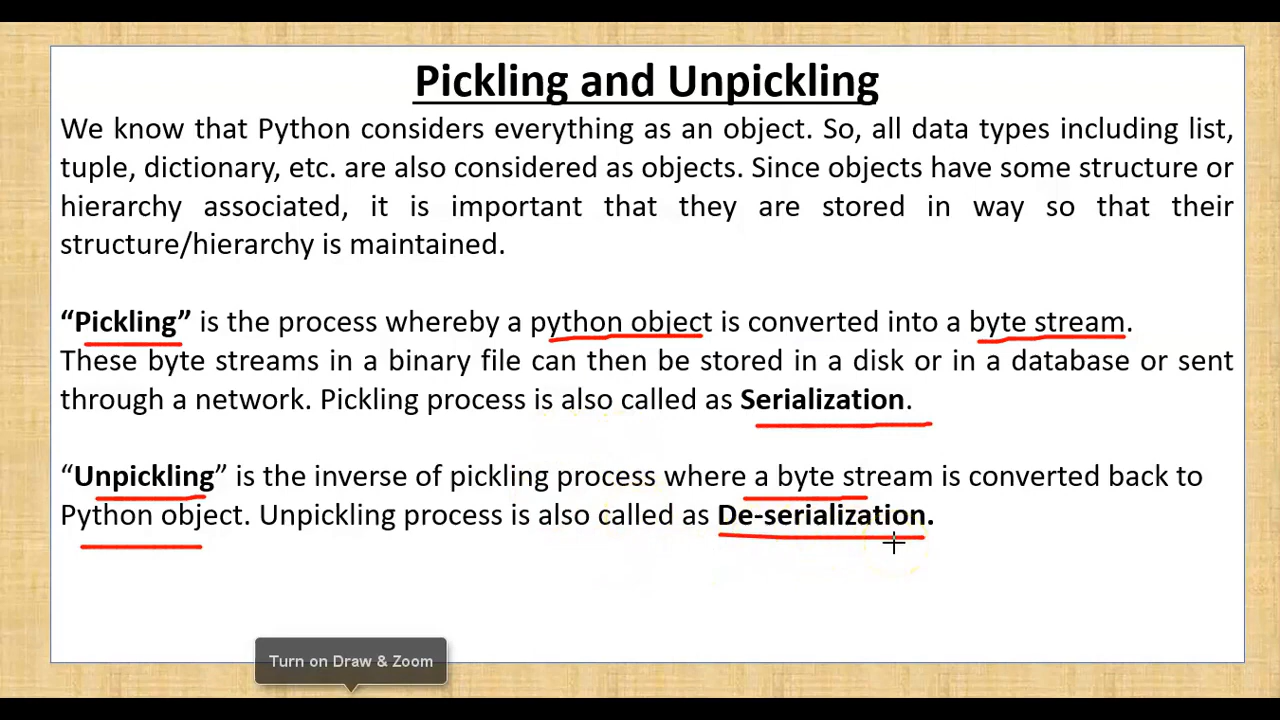 Pickling and Unpickling
We know that Python considers everything as an object. So, all data types including list,
tuple, dictionary, etc. are also considered as objects. Since objects have some structure or
hierarchy associated, it is important that they are stored in way so that their
structure/hierarchy is maintained.
“Pickling” is the process whereby a python object is converted into a byte stream.
These byte streams in a binary file can then be stored in a disk or in a database or sent
through a network. Pickling process is also called as Serialization.
“Unpickling” is the inverse of pickling process where a byte stream is converted back to
Python object. Unpickling process is also called as De-serialization.
Turn on Draw & Zoom